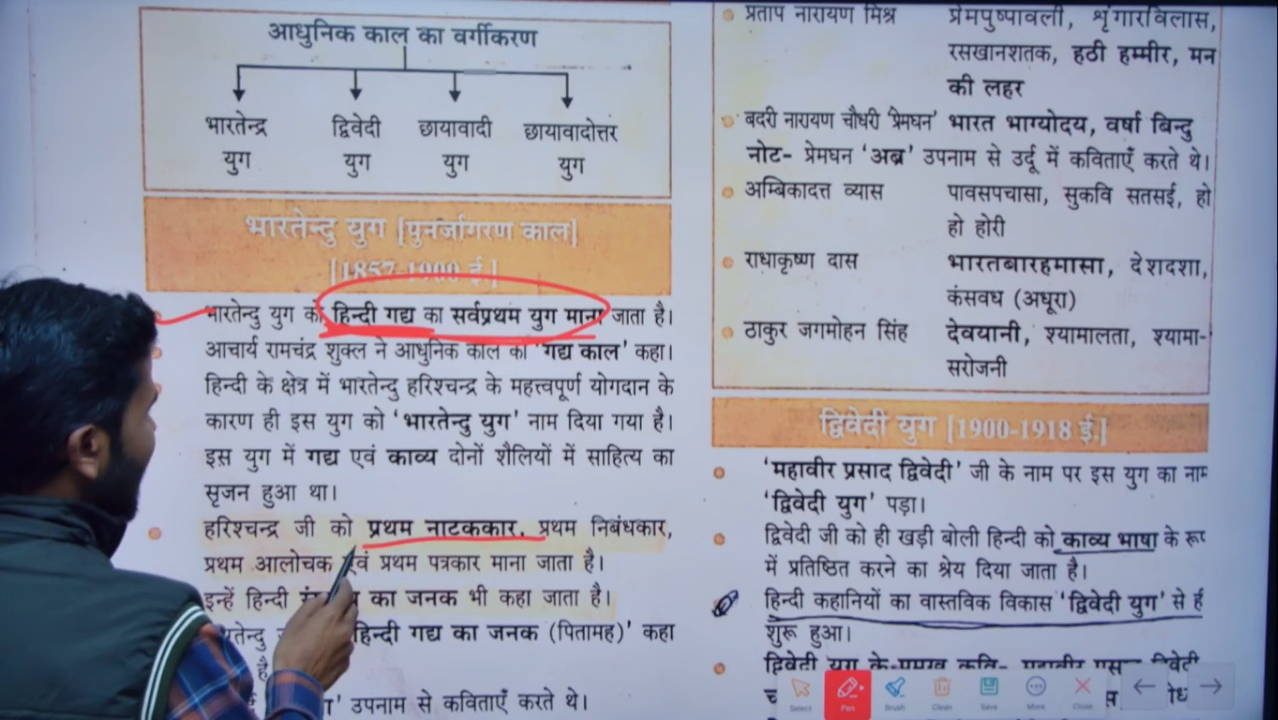 आधुनिक काल का वर्गीकरण
भारतेन्द्र द्विवेदी छायावादी छायावादोत्तर
युग युग युग युग
भारतेन्दु युग [पुनर्जागरण काल]
[1857-1900 ई.]
भारतेन्दु युग को हिन्दी गद्य का सर्वप्रथम युग माना जाता है।
आचार्य रामचंद्र शुक्ल ने आधुनिक काल को 'गद्य काल' कहा।
हिन्दी के क्षेत्र में भारतेन्दु हरिश्चन्द्र के महत्त्वपूर्ण योगदान के
कारण ही इस युग को 'भारतेन्दु युग' नाम दिया गया है।
इस युग में गद्य एवं काव्य दोनों शैलियों में साहित्य का
सृजन हुआ था।
हरिश्चन्द्र जी को प्रथम नाटककार, प्रथम निबंधकार,
प्रथम आलोचक एवं प्रथम पत्रकार माना जाता है।
इन्हें हिन्दी का जनक भी कहा जाता है।
हिन्दी गद्य का जनक (पितामह)' कहा
उपनाम से कविताएँ करते थे।
प्रताप नारायण मिश्र प्रेमपुष्पावली, शृंगारविलास,
रसखानशतक, हठी हम्मीर, मन
की लहर
बदरी नारायण चौधरी 'प्रेमघन' भारत भाग्योदय, वर्षा बिन्दु
नोट- प्रेमघन 'अब्र' उपनाम से उर्दू में कविताएँ करते थे।
अम्बिकादत्त व्यास पावसपचासा, सुकवि सतसई, हो
हो होरी
राधाकृष्ण दास भारतबारहमासा, देशदशा,
कंसवध (अधूरा)
ठाकुर जगमोहन सिंह देवयानी, श्यामालता, श्यामा-
सरोजनी
द्विवेदी युग [1900-1918 ई.]
'महावीर प्रसाद द्विवेदी' जी के नाम पर इस युग का नाम
'द्विवेदी युग' पड़ा।
द्विवेदी जी को ही खड़ी बोली हिन्दी को काव्य भाषा के रूप
में प्रतिष्ठित करने का श्रेय दिया जाता है।
हिन्दी कहानियों का वास्तविक विकास 'द्विवेदी युग' से ही
शुरू हुआ।
द्विवेदी युग के प्रमुख कवि- महावीर प्रसाद द्विवेदी
Select Pen Brush Clean Save More Close